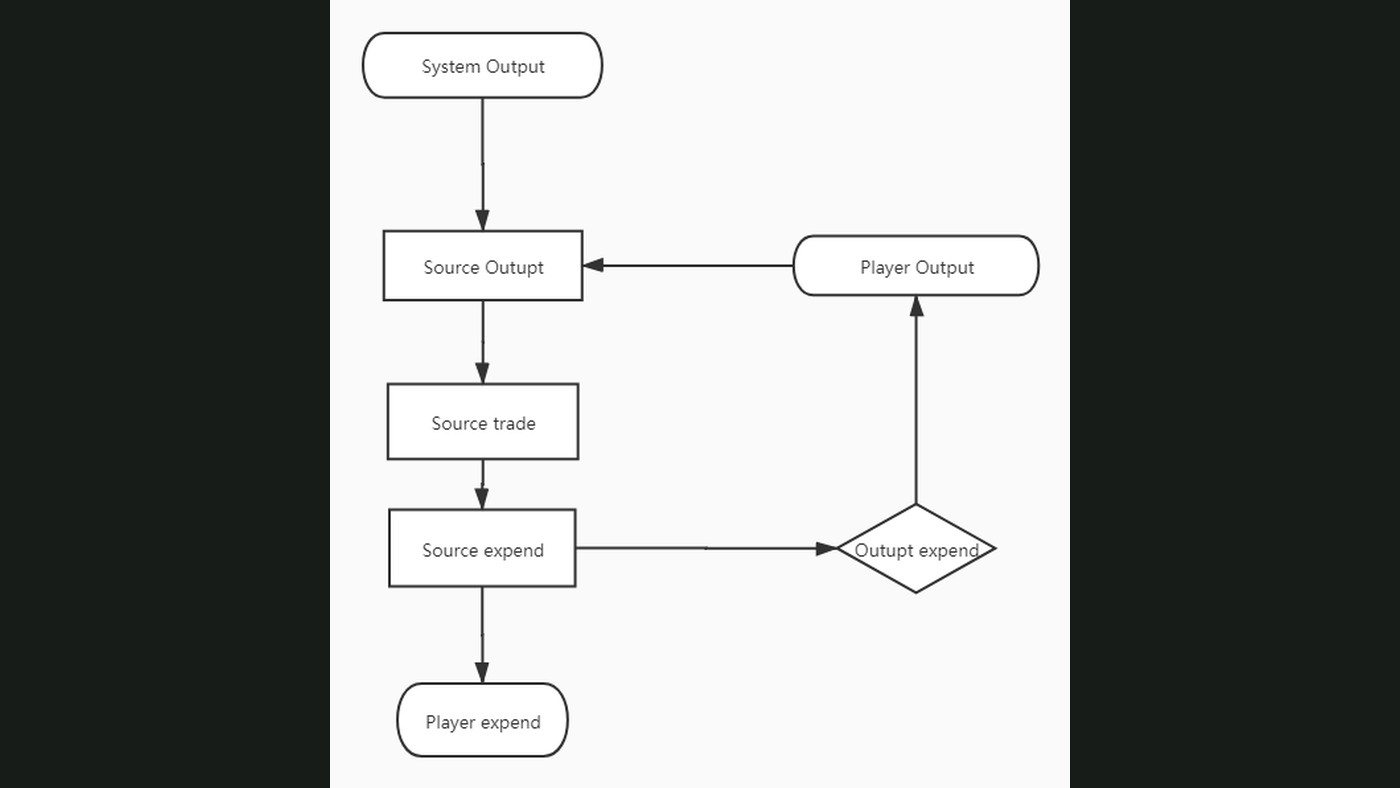 System Output
Source Outupt
Player Output
Source trade
Source expend
Outupt expend
Player expend